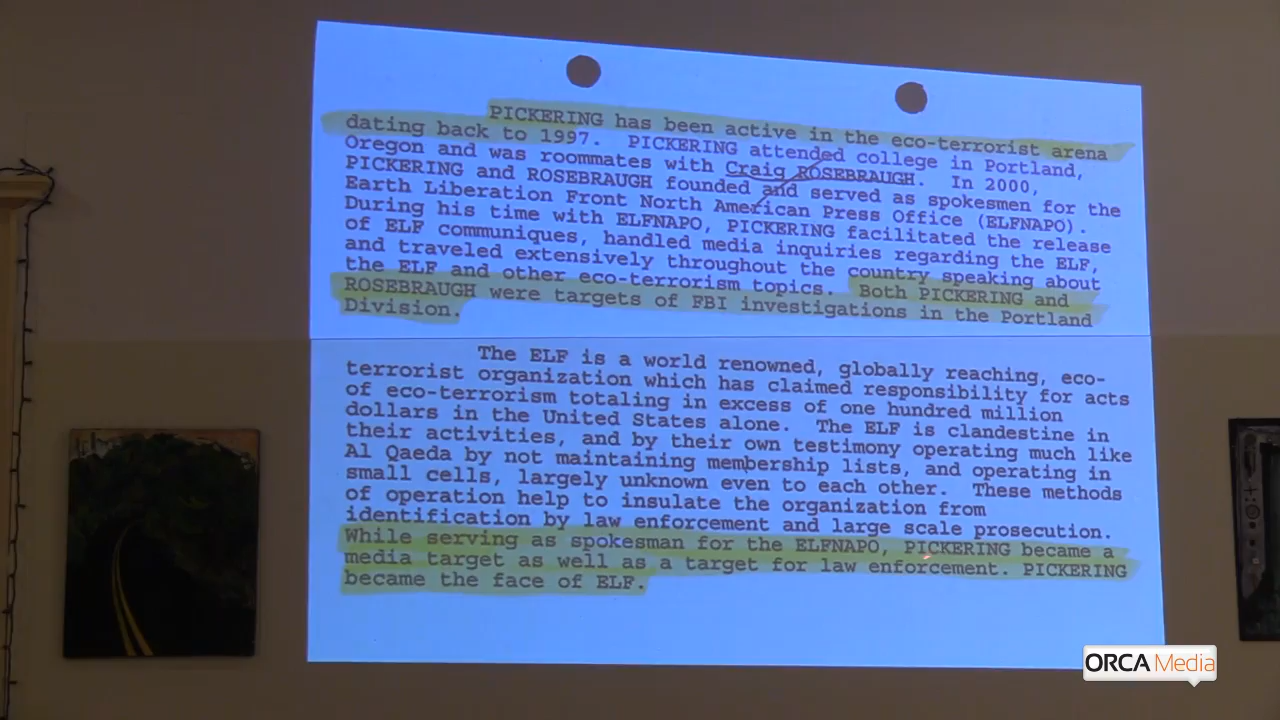 PICKERING has been active in the eco-terrorist arena
dating back to 1997. PICKERING attended college in Portland,
Oregon and was roommates with Craig ROSEBRAUGH. In 2000,
PICKERING and ROSEBRAUGH founded and served as spokesmen for the
Earth Liberation Front North American Press Office (ELFNAPO).
During his time with ELFNAPO, PICKERING facilitated the release
of ELF communiques, handled media inquiries regarding the ELF,
and traveled extensively throughout the country speaking about
the ELF and other eco-terrorism topics. Both PICKERING and
ROSEBRAUGH were targets of FBI investigations in the Portland
Division.
The ELF is a world renowned, globally reaching, eco-
terrorist organization which has claimed responsibility for acts
of eco-terrorism totaling in excess of one hundred million
dollars in the United States alone. The ELF is clandestine in
their activities, and by their own testimony operating much like
Al Qaeda by not maintaining membership lists, and operating in
small cells, largely unknown even to each other. These methods
of operation help to insulate the organization from
identification by law enforcement and large scale prosecution.
While serving as spokesman for the ELFNAPO, PICKERING became a
media target as well as a target for law enforcement. PICKERING
became the face of ELF.
ORCA Media